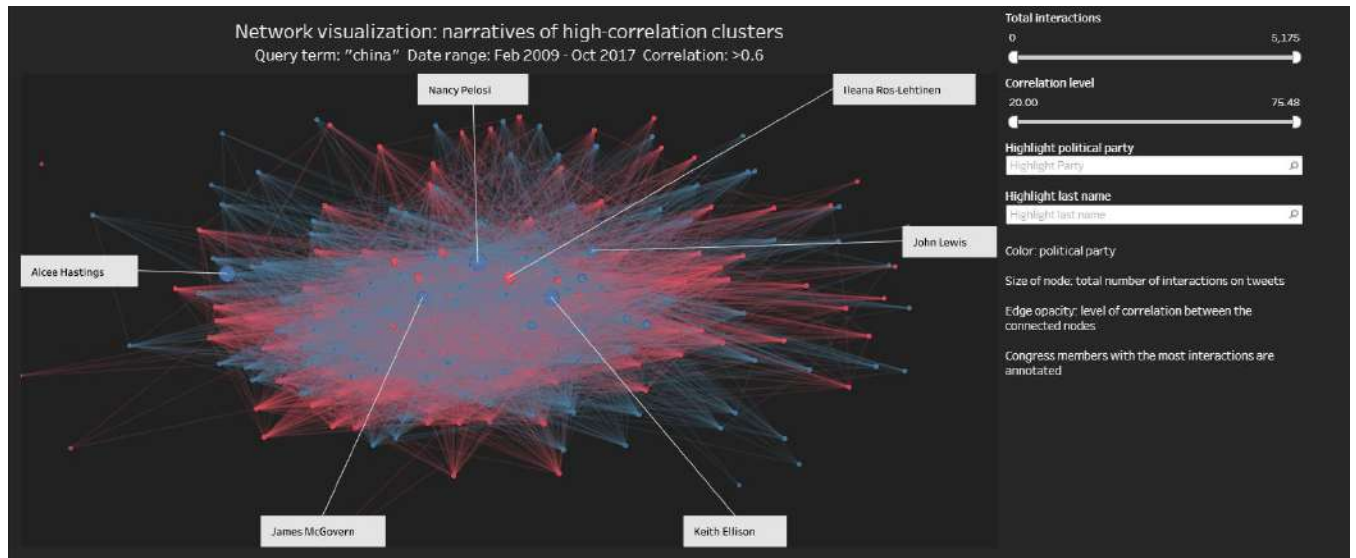 Network visualization: narratives of high-correlation clusters
Query term: "china" Date range: Feb 2009 - Oct 2017 Correlation: >0.6
Nancy Pelosi
Ileana Ros-Lehtinen
John Lewis
Alcee Hastings
James McGovern
Keith Ellison
Total interactions
0 5,175
Correlation level
20.00 75.48
Highlight political party
Highlight Party
Highlight last name
Highlight last name
Color: political party
Size of node: total number of interactions on tweets
Edge opacity: level of correlation between the
connected nodes
Congress members with the most interactions are
annotated